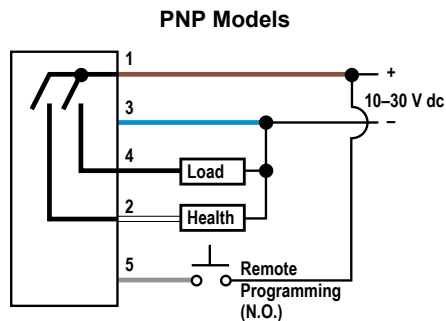 PNP Models
1
+
10–30 V dc
3
–
4
Load
2
Health
5
Remote
Programming
(N.O.)